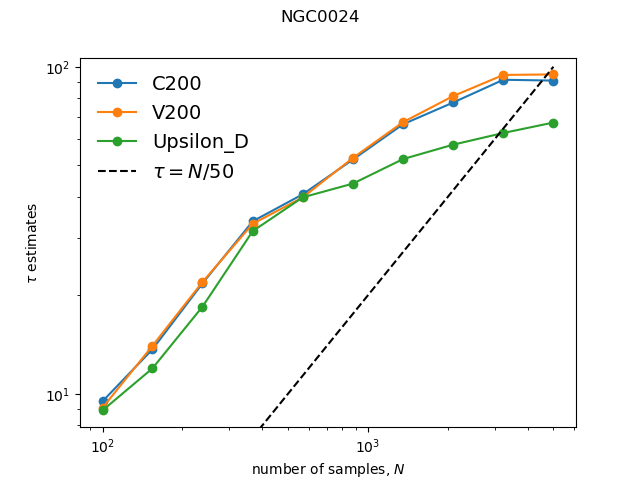 NGC0024
C200
V200
Upsilon_D
τ = N/50
10²
10¹
τ estimates
10²
10³
number of samples, N